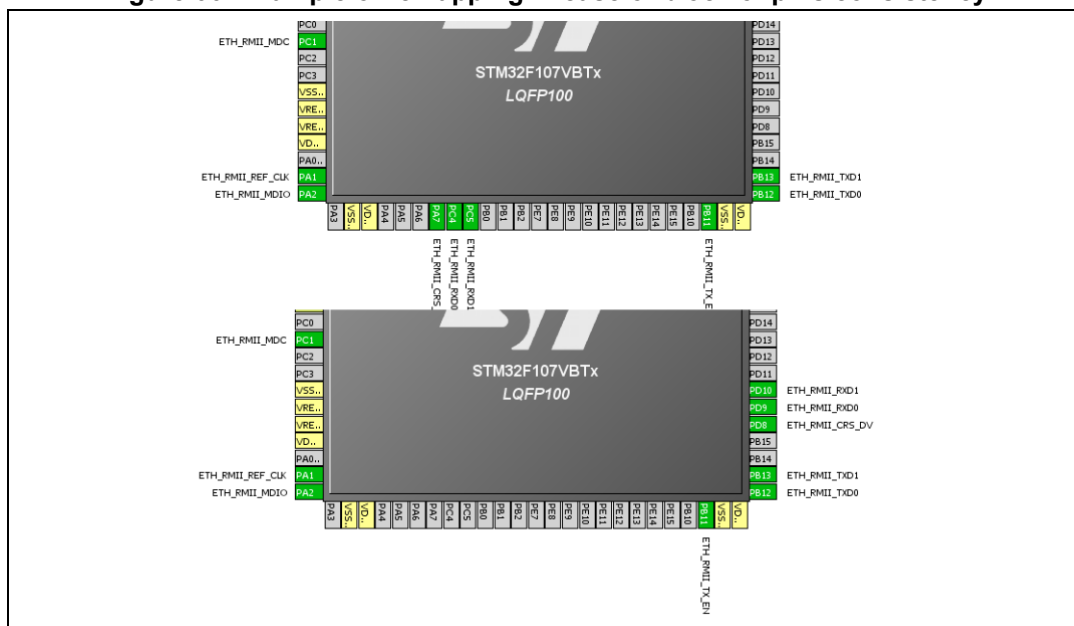 PC0 PD14
ETH_RMII_MDC PC1 PD13
PC2 PD12
PC3 STM32F107VBTx PD11
VSS.. LQFP100 PD10
VRE.. PD9
VRE.. PD8
VD.. PB15
PA0.. PB14
ETH_RMII_REF_CLK PA1 PB13 ETH_RMII_TXD1
ETH_RMII_MDIO PA2 PB12 ETH_RMII_TXD0
PA3 VSS.. VD.. PA4 PA5 PA6 PA7 PC4 PC5 PB0 PB1 PB2 PE7 PE8 PE9 PE10 PE11 PE12 PE13 PE14 PE15 PB10 PB11 VSS.. VD..
ETH_RMII_CRS_
ETH_RMII_RXD0
ETH_RMII_RXD1
ETH_RMII_TX_E
PC0 PD14
ETH_RMII_MDC PC1 PD13
PC2 PD12
PC3 STM32F107VBTx PD11
VSS.. LQFP100 PD10 ETH_RMII_RXD1
VRE.. PD9 ETH_RMII_RXD0
VRE.. PD8 ETH_RMII_CRS_DV
VD.. PB15
PA0.. PB14
ETH_RMII_REF_CLK PA1 PB13 ETH_RMII_TXD1
ETH_RMII_MDIO PA2 PB12 ETH_RMII_TXD0
PA3 VSS.. VD.. PA4 PA5 PA6 PA7 PC4 PC5 PB0 PB1 PB2 PE7 PE8 PE9 PE10 PE11 PE12 PE13 PE14 PE15 PB10 PB11 VSS.. VD..
ETH_RMII_TX_EN